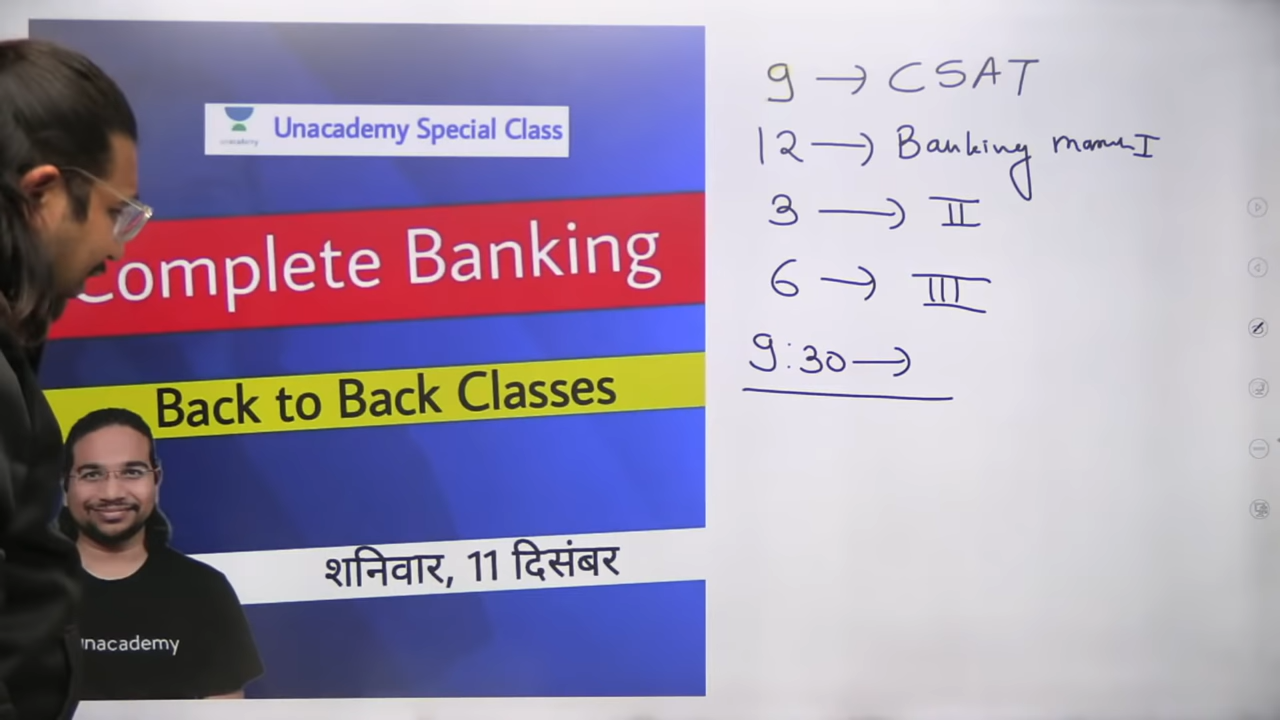 unacademy
Unacademy Special Class
Complete Banking
Back to Back Classes
शनिवार, 11 दिसंबर
unacademy
9 → CSAT
12 → Banking I
3 → II
6 → III
9:30 →